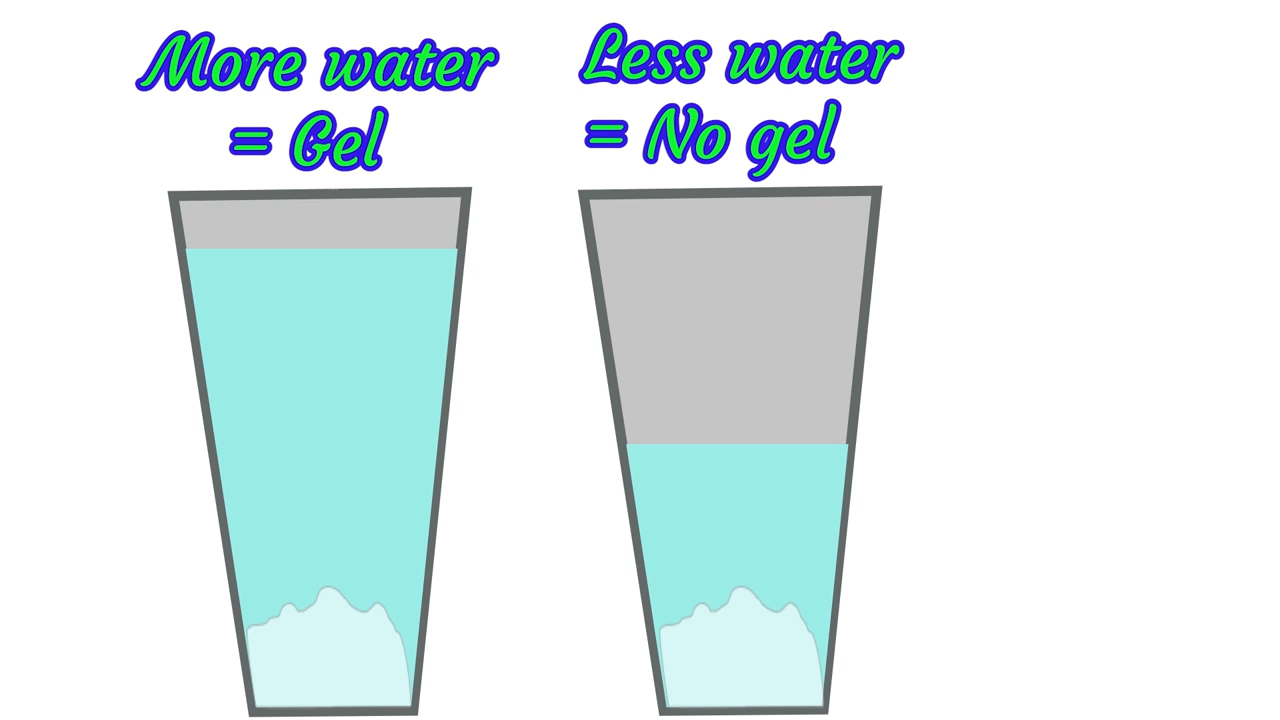 More water
= Gel
Less water
= No gel